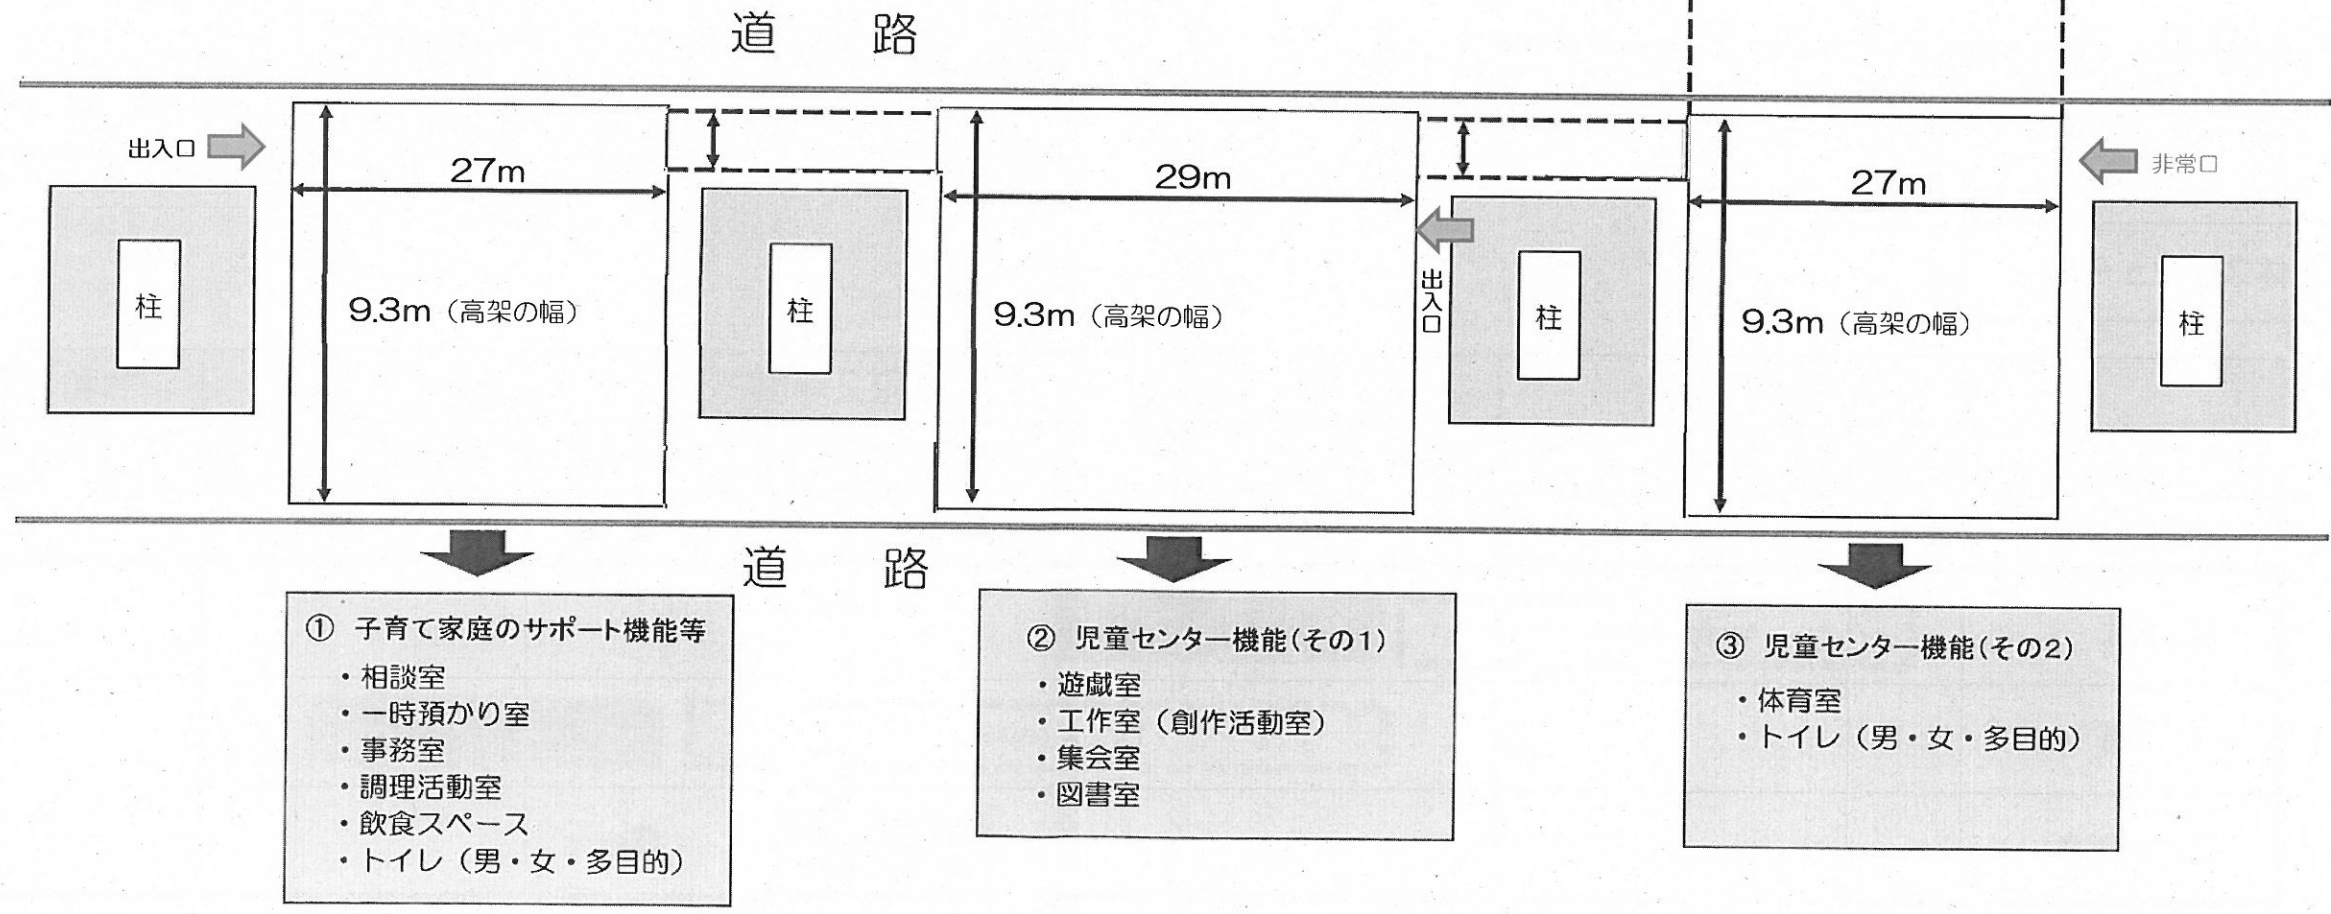 道　路
出入口
27m
9.3m（高架の幅）
柱
柱
29m
9.3m（高架の幅）
出入口
柱
27m
9.3m（高架の幅）
非常口
柱
道　路
① 子育て家庭のサポート機能等
・相談室
・一時預かり室
・事務室
・調理活動室
・飲食スペース
・トイレ（男・女・多目的）
② 児童センター機能（その１）
・遊戯室
・工作室（創作活動室）
・集会室
・図書室
③ 児童センター機能（その２）
・体育室
・トイレ（男・女・多目的）